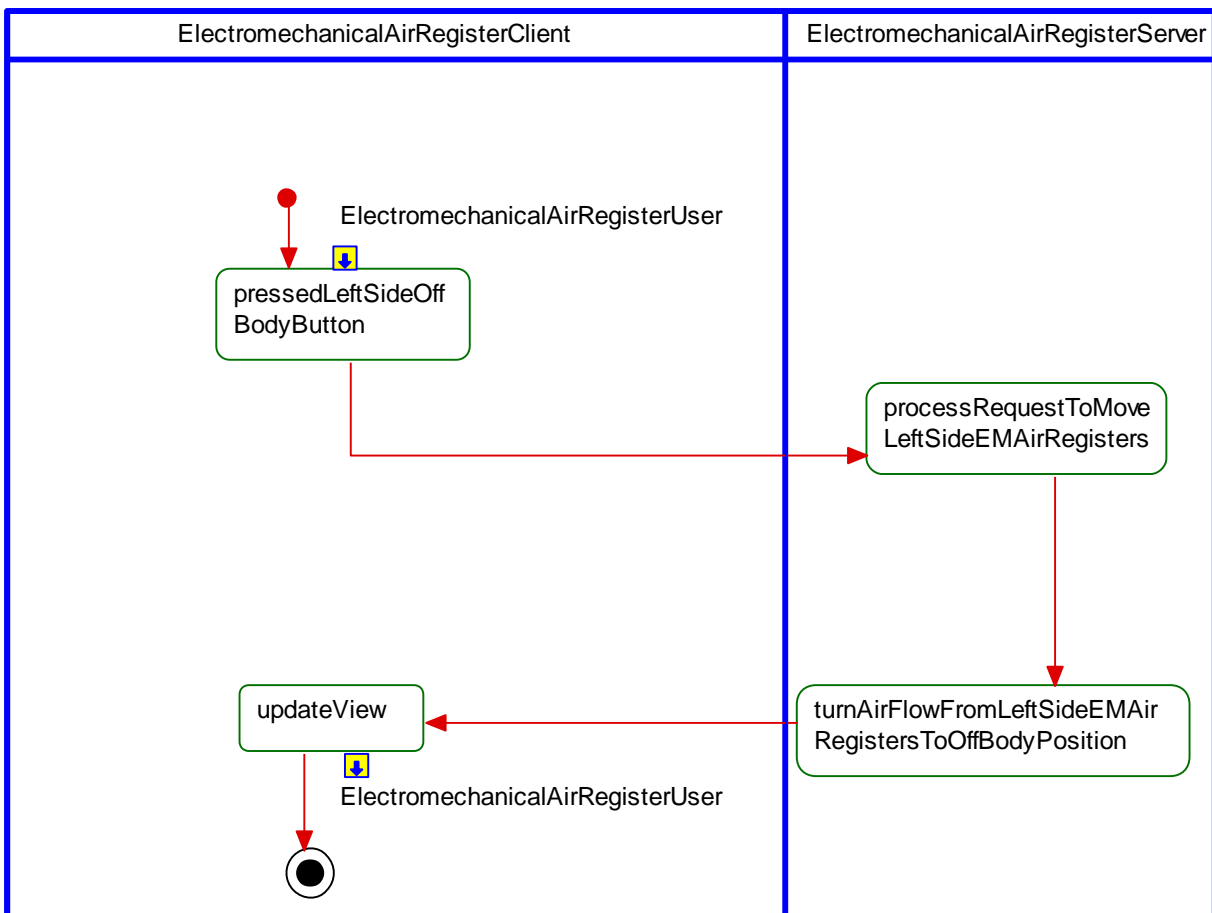 ElectromechanicalAirRegisterClient
ElectromechanicalAirRegisterServer
ElectromechanicalAirRegisterUser
pressedLeftSideOff
BodyButton
processRequestToMove
LeftSideEMAirRegisters
updateView
turnAirFlowFromLeftSideEMAir
RegistersToOffBodyPosition
ElectromechanicalAirRegisterUser